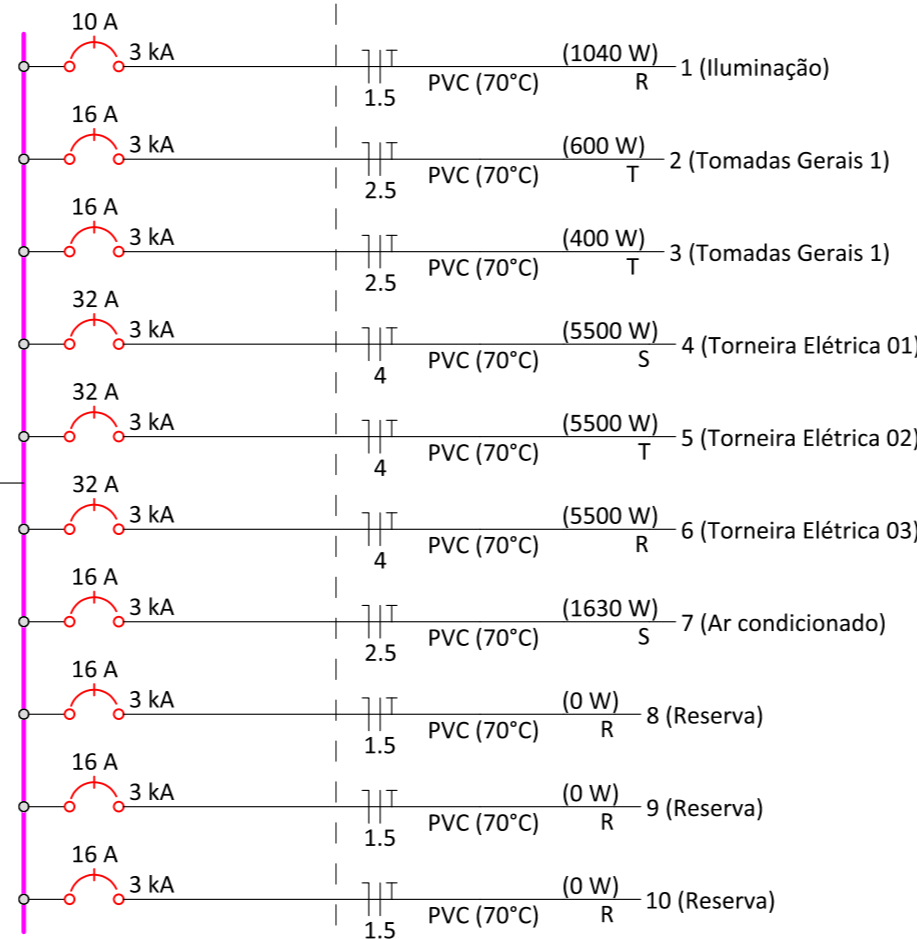 10 A
3 kA (1040 W) 1 (Iluminação)
T
1.5 PVC (70°C) R
16 A
3 kA (600 W) 2 (Tomadas Gerais 1)
T
2.5 PVC (70°C) T
16 A
3 kA (400 W) 3 (Tomadas Gerais 1)
T
2.5 PVC (70°C) T
32 A
3 kA (5500 W) 4 (Torneira Elétrica 01)
T
4 PVC (70°C) S
32 A
3 kA (5500 W) 5 (Torneira Elétrica 02)
T
4 PVC (70°C) T
32 A
3 kA (5500 W) 6 (Torneira Elétrica 03)
T
4 PVC (70°C) R
16 A
3 kA (1630 W) 7 (Ar condicionado)
T
2.5 PVC (70°C) S
16 A
3 kA (0 W) 8 (Reserva)
T
1.5 PVC (70°C) R
16 A
3 kA (0 W) 9 (Reserva)
T
1.5 PVC (70°C) R
16 A
3 kA (0 W) 10 (Reserva)
T
1.5 PVC (70°C) R